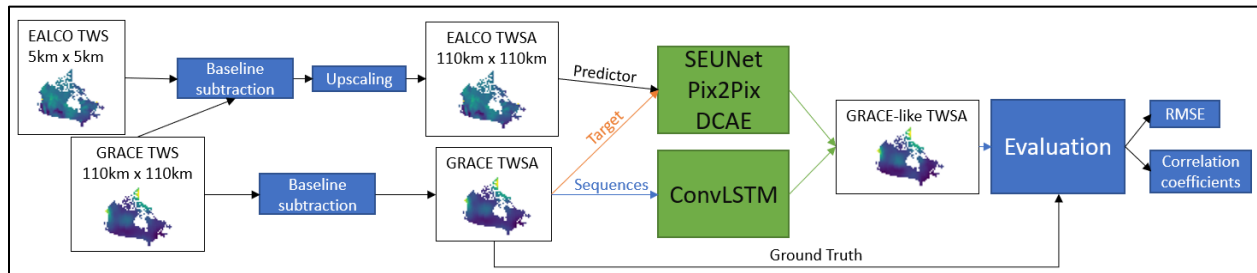 EALCO TWS
5km x 5km
Baseline
subtraction
Upscaling
EALCO TWSA
110km x 110km
Predictor
SEUNet
Pix2Pix
DCAE
GRACE-like TWSA
Evaluation
RMSE
Correlation
coefficients
GRACE TWS
110km x 110km
Baseline
subtraction
GRACE TWSA
Target
Sequences
ConvLSTM
Ground Truth